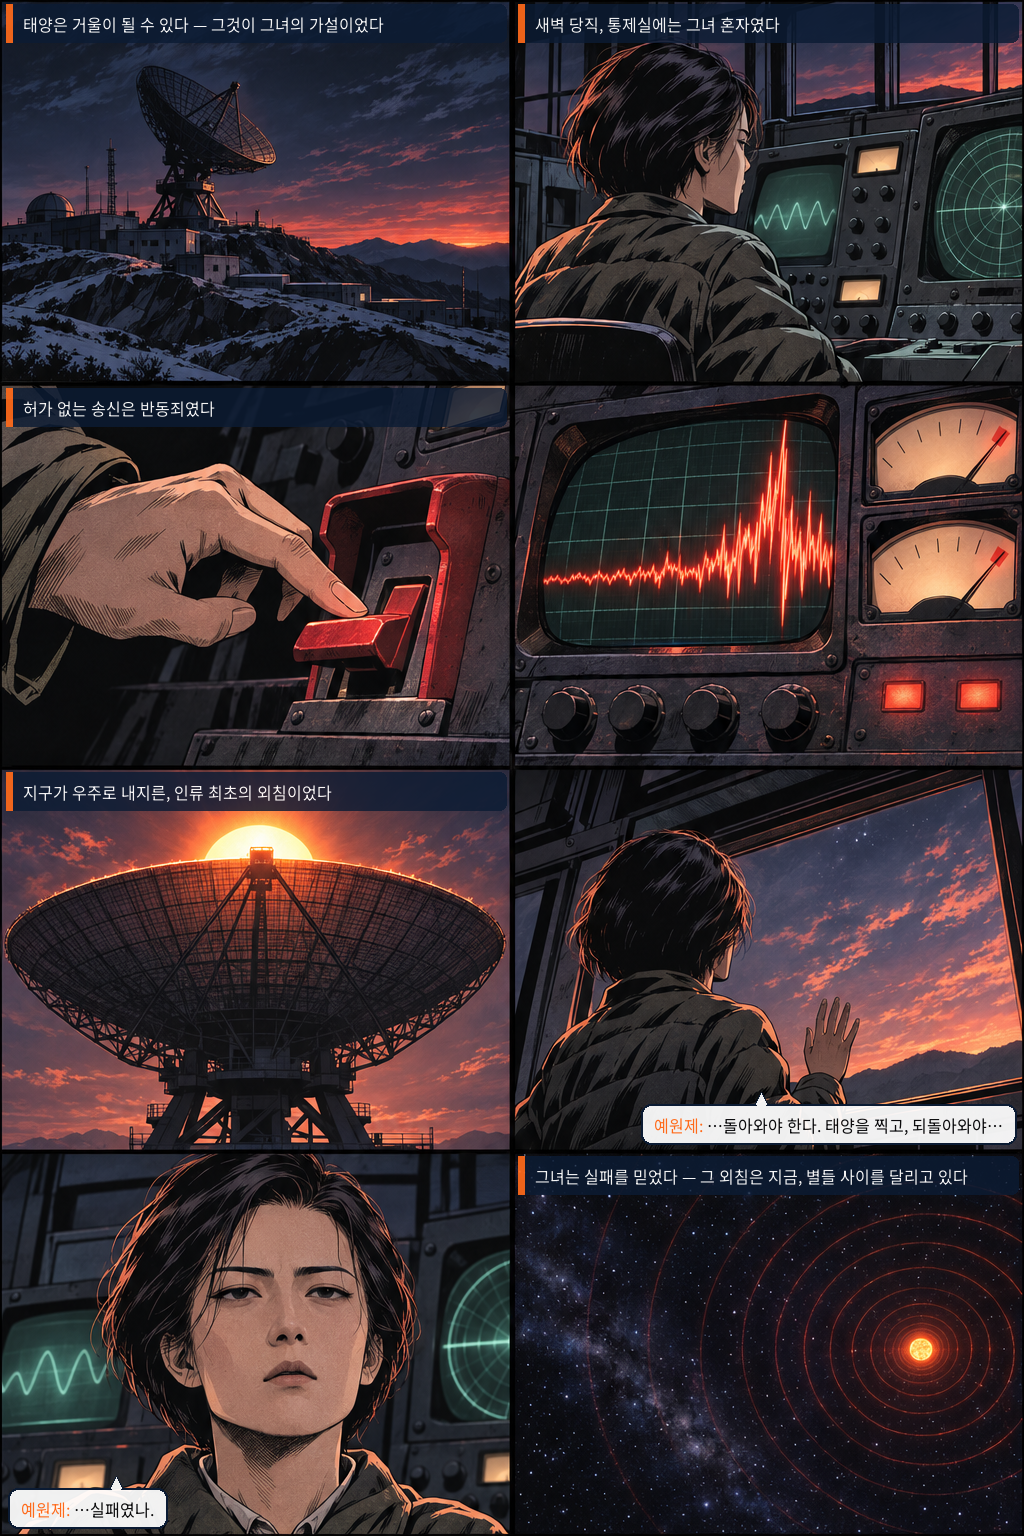 태양은 거울이 될 수 있다 — 그것이 그녀의 가설이었다
새벽 당직, 통제실에는 그녀 혼자였다
허가 없는 송신은 반동죄였다
지구가 우주로 내지른, 인류 최초의 외침이었다
예원제: …돌아와야 한다. 태양을 찍고, 되돌아와야…
예원제: …실패였나.
그녀는 실패를 믿었다 — 그 외침은 지금, 별들 사이를 달리고 있다